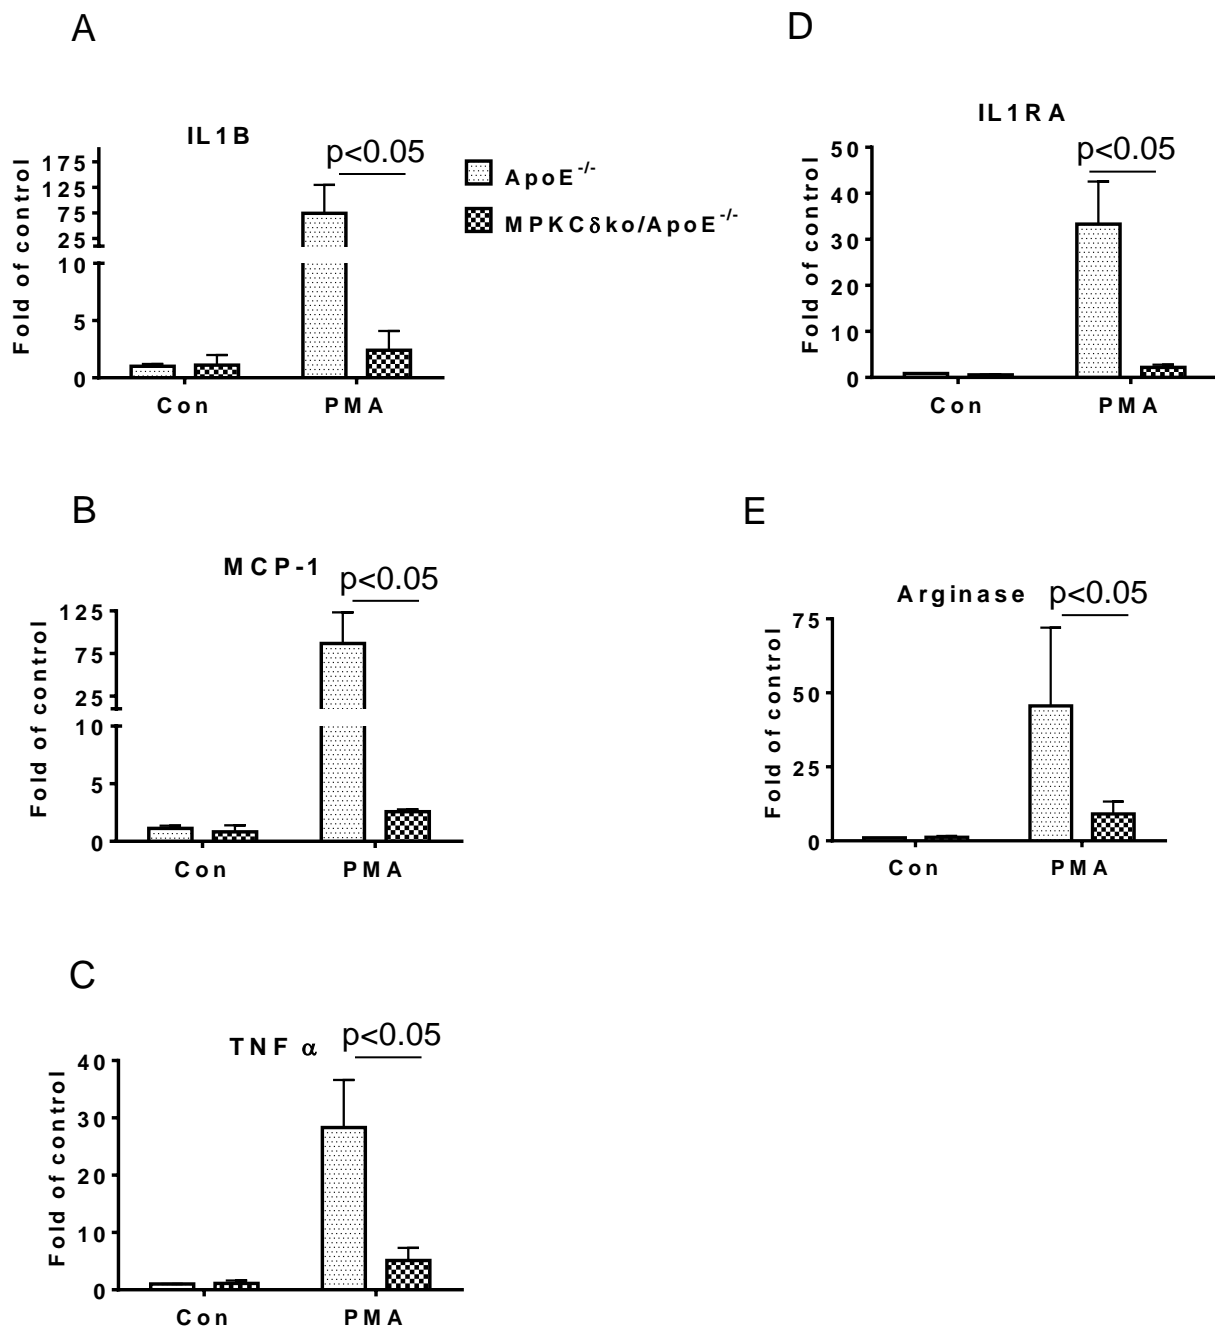 A
IL1B
p<0.05
Fold of control
175
125
75
25
10
5
0
Con
PMA
ApoE-/-
MPKCδko/ApoE-/-
D
IL1RA
p<0.05
Fold of control
50
40
30
20
10
0
Con
PMA
B
MCP-1
p<0.05
Fold of control
125
75
25
10
5
0
Con
PMA
E
Arginase
p<0.05
Fold of control
75
50
25
0
Con
PMA
C
TNF α
p<0.05
Fold of control
40
30
20
10
0
Con
PMA